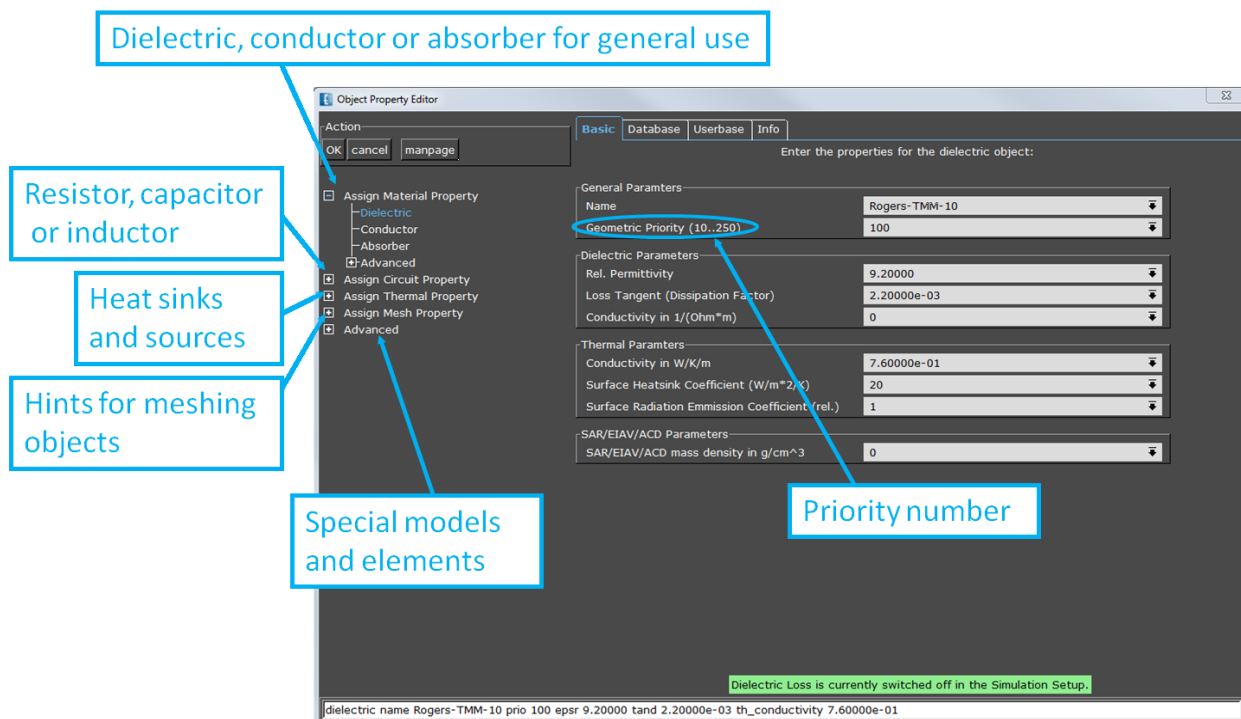 Dielectric, conductor or absorber for general use
Object Property Editor
Action
OK cancel manpage
Basic Database Userbase Info
Enter the properties for the dielectric object:
Resistor, capacitor
or inductor
Heat sinks
and sources
Hints for meshing
objects
Assign Material Property
Dielectric
Conductor
Absorber
Advanced
Assign Circuit Property
Assign Thermal Property
Assign Mesh Property
Advanced
General Paramters
Name Rogers-TMM-10
Geometric Priority (10..250) 100
Dielectric Parameters
Rel. Permittivity 9.20000
Loss Tangent (Dissipation Factor) 2.20000e-03
Conductivity in 1/(Ohm*m) 0
Thermal Paramters
Conductivity in W/K/m 7.60000e-01
Surface Heatsink Coefficient (W/m^2/K) 20
Surface Radiation Emmission Coefficient (rel.) 1
SAR/EIAV/ACD Parameters
SAR/EIAV/ACD mass density in g/cm^3 0
Special models
and elements
Priority number
Dielectric Loss is currently switched off in the Simulation Setup.
dielectric name Rogers-TMM-10 prio 100 epsr 9.20000 tand 2.20000e-03 th_conductivity 7.60000e-01